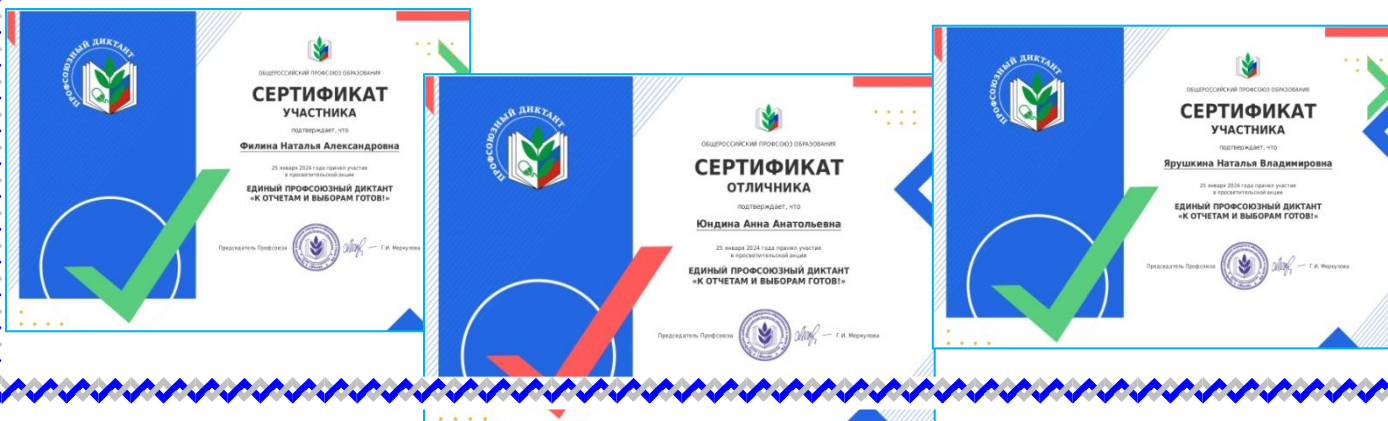 ПРОФСОЮЗНЫЙ ДИКТАНТ
ОБЩЕРОССИЙСКИЙ ПРОФСОЮЗ ОБРАЗОВАНИЯ
СЕРТИФИКАТ
УЧАСТНИКА
подтверждает, что
Филина Наталья Александровна
25 января 2024 года принял участие
в просветительской акции
ЕДИНЫЙ ПРОФСОЮЗНЫЙ ДИКТАНТ
«К ОТЧЕТАМ И ВЫБОРАМ ГОТОВ!»
Председатель Профсоюза Г.И. Меркулова
ПРОФСОЮЗНЫЙ ДИКТАНТ
ОБЩЕРОССИЙСКИЙ ПРОФСОЮЗ ОБРАЗОВАНИЯ
СЕРТИФИКАТ
ОТЛИЧНИКА
подтверждает, что
Юндина Анна Анатольевна
25 января 2024 года принял участие
в просветительской акции
ЕДИНЫЙ ПРОФСОЮЗНЫЙ ДИКТАНТ
«К ОТЧЕТАМ И ВЫБОРАМ ГОТОВ!»
Председатель Профсоюза Г.И. Меркулова
ПРОФСОЮЗНЫЙ ДИКТАНТ
ОБЩЕРОССИЙСКИЙ ПРОФСОЮЗ ОБРАЗОВАНИЯ
СЕРТИФИКАТ
УЧАСТНИКА
подтверждает, что
Ярушкина Наталья Владимировна
25 января 2024 года принял участие
в просветительской акции
ЕДИНЫЙ ПРОФСОЮЗНЫЙ ДИКТАНТ
«К ОТЧЕТАМ И ВЫБОРАМ ГОТОВ!»
Председатель Профсоюза Г.И. Меркулова